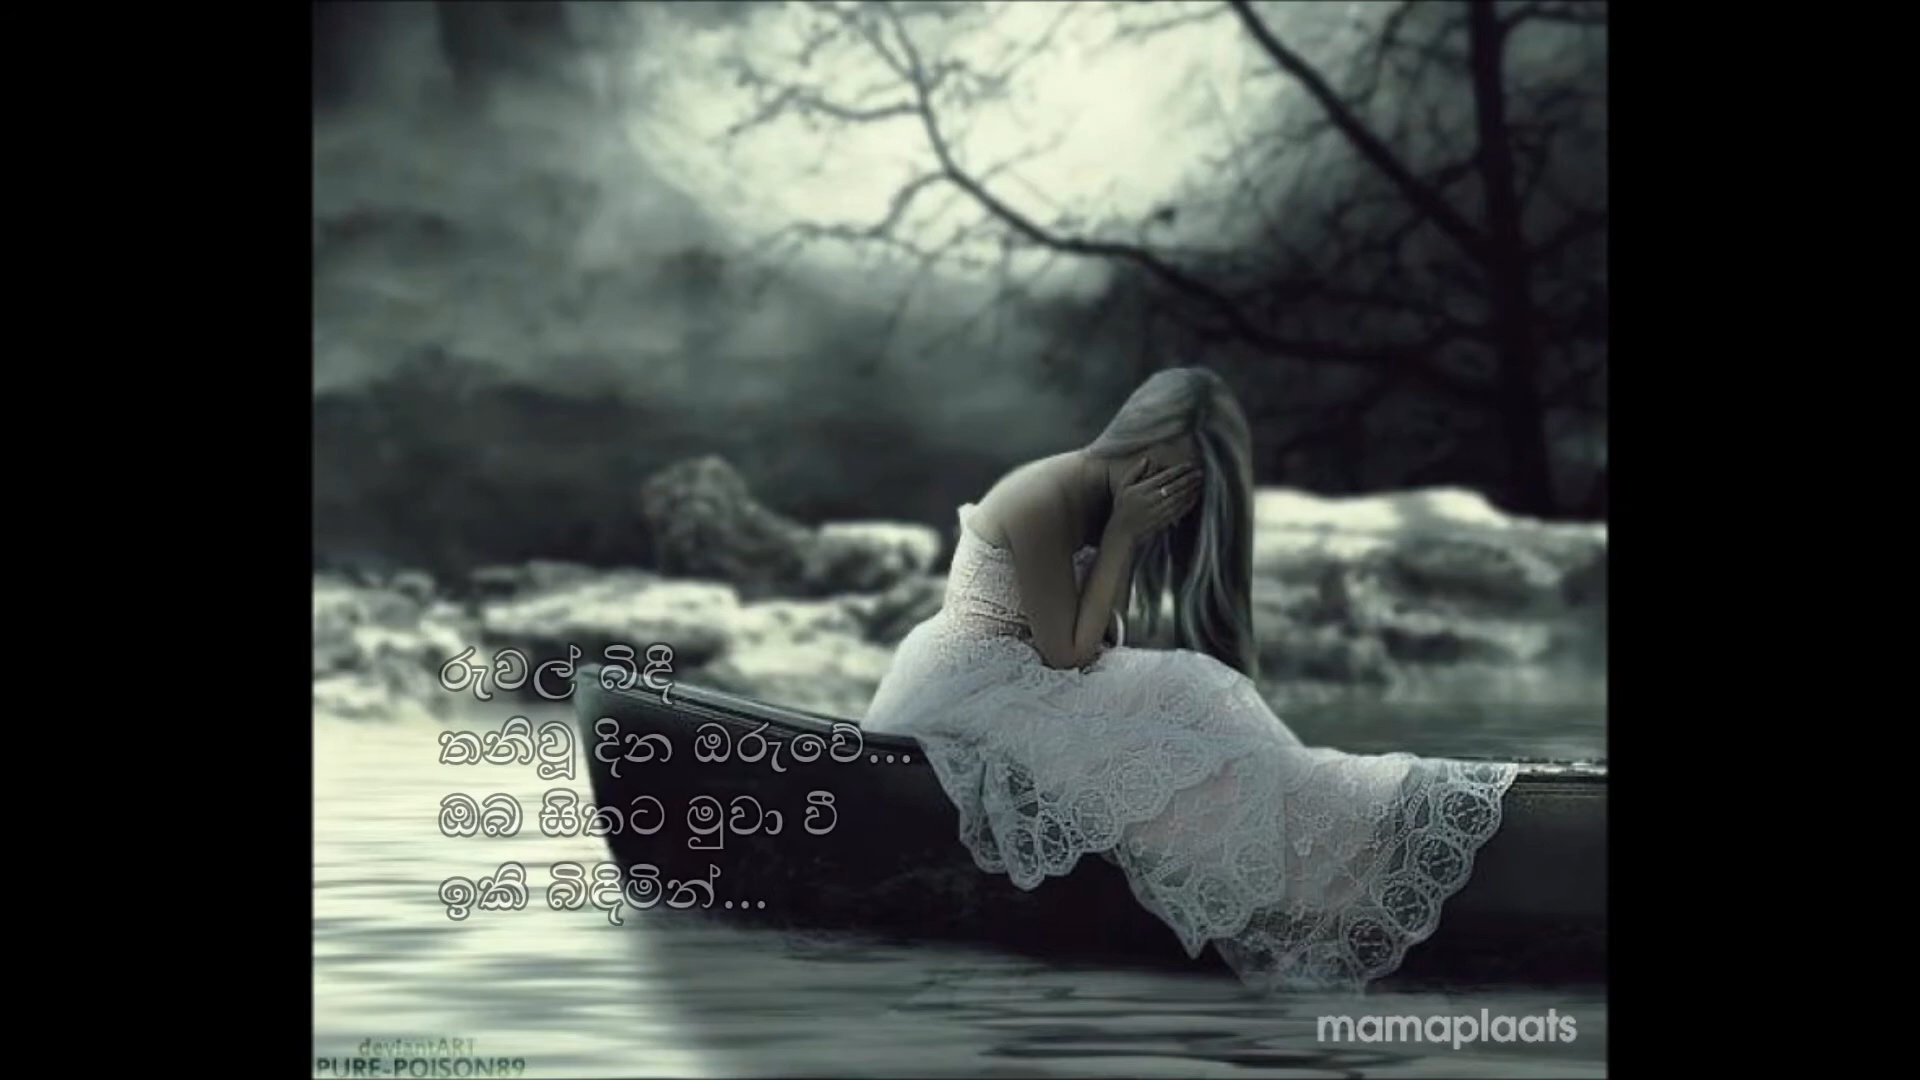 රුවල් බිදී
තනිවූ දින ඔරුවේ...
ඔබ සිතට මුවා වී
ඉකි බිදිමින්...
mamaplaats
deviantART
PURE-POISON89